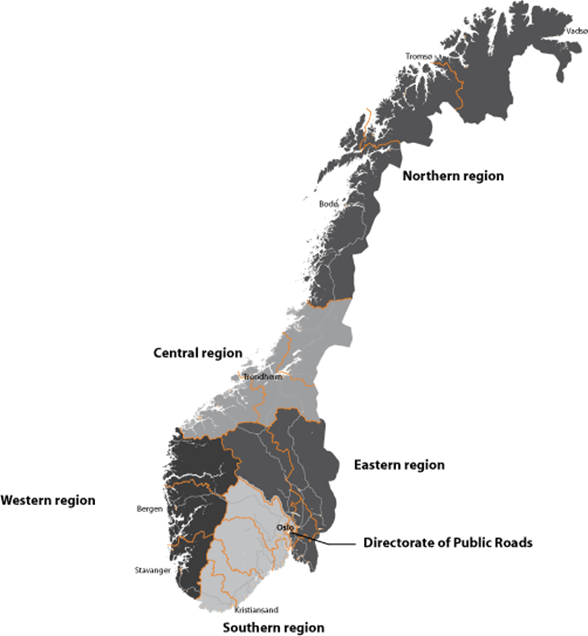 Vadsø
Tromsø
Northern region
Bodø
Central region
Trondheim
Eastern region
Western region
Bergen
Oslo
Directorate of Public Roads
Stavanger
Kristiansand
Southern region